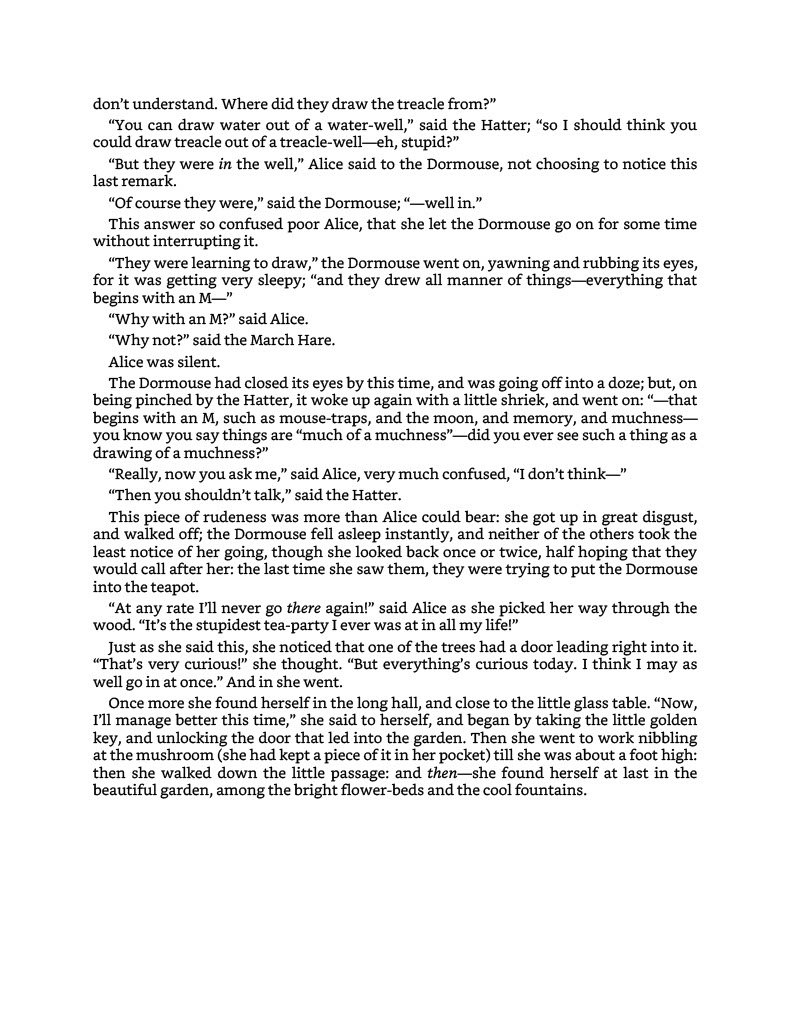 don’t understand. Where did they draw the treacle from?”
“You can draw water out of a water-well,” said the Hatter; “so I should think you
could draw treacle out of a treacle-well—eh, stupid?”
“But they were in the well,” Alice said to the Dormouse, not choosing to notice this
last remark.
“Of course they were,” said the Dormouse; “—well in.”
This answer so confused poor Alice, that she let the Dormouse go on for some time
without interrupting it.
“They were learning to draw,” the Dormouse went on, yawning and rubbing its eyes,
for it was getting very sleepy; “and they drew all manner of things—everything that
begins with an M—”
“Why with an M?” said Alice.
“Why not?” said the March Hare.
Alice was silent.
The Dormouse had closed its eyes by this time, and was going off into a doze; but, on
being pinched by the Hatter, it woke up again with a little shriek, and went on: “—that
begins with an M, such as mouse-traps, and the moon, and memory, and muchness—
you know you say things are “much of a muchness”—did you ever see such a thing as a
drawing of a muchness?”
“Really, now you ask me,” said Alice, very much confused, “I don’t think—”
“Then you shouldn’t talk,” said the Hatter.
This piece of rudeness was more than Alice could bear: she got up in great disgust,
and walked off; the Dormouse fell asleep instantly, and neither of the others took the
least notice of her going, though she looked back once or twice, half hoping that they
would call after her: the last time she saw them, they were trying to put the Dormouse
into the teapot.
“At any rate I’ll never go there again!” said Alice as she picked her way through the
wood. “It’s the stupidest tea-party I ever was at in all my life!”
Just as she said this, she noticed that one of the trees had a door leading right into it.
“That’s very curious!” she thought. “But everything’s curious today. I think I may as
well go in at once.” And in she went.
Once more she found herself in the long hall, and close to the little glass table. “Now,
I’ll manage better this time,” she said to herself, and began by taking the little golden
key, and unlocking the door that led into the garden. Then she went to work nibbling
at the mushroom (she had kept a piece of it in her pocket) till she was about a foot high:
then she walked down the little passage: and then—she found herself at last in the
beautiful garden, among the bright flower-beds and the cool fountains.